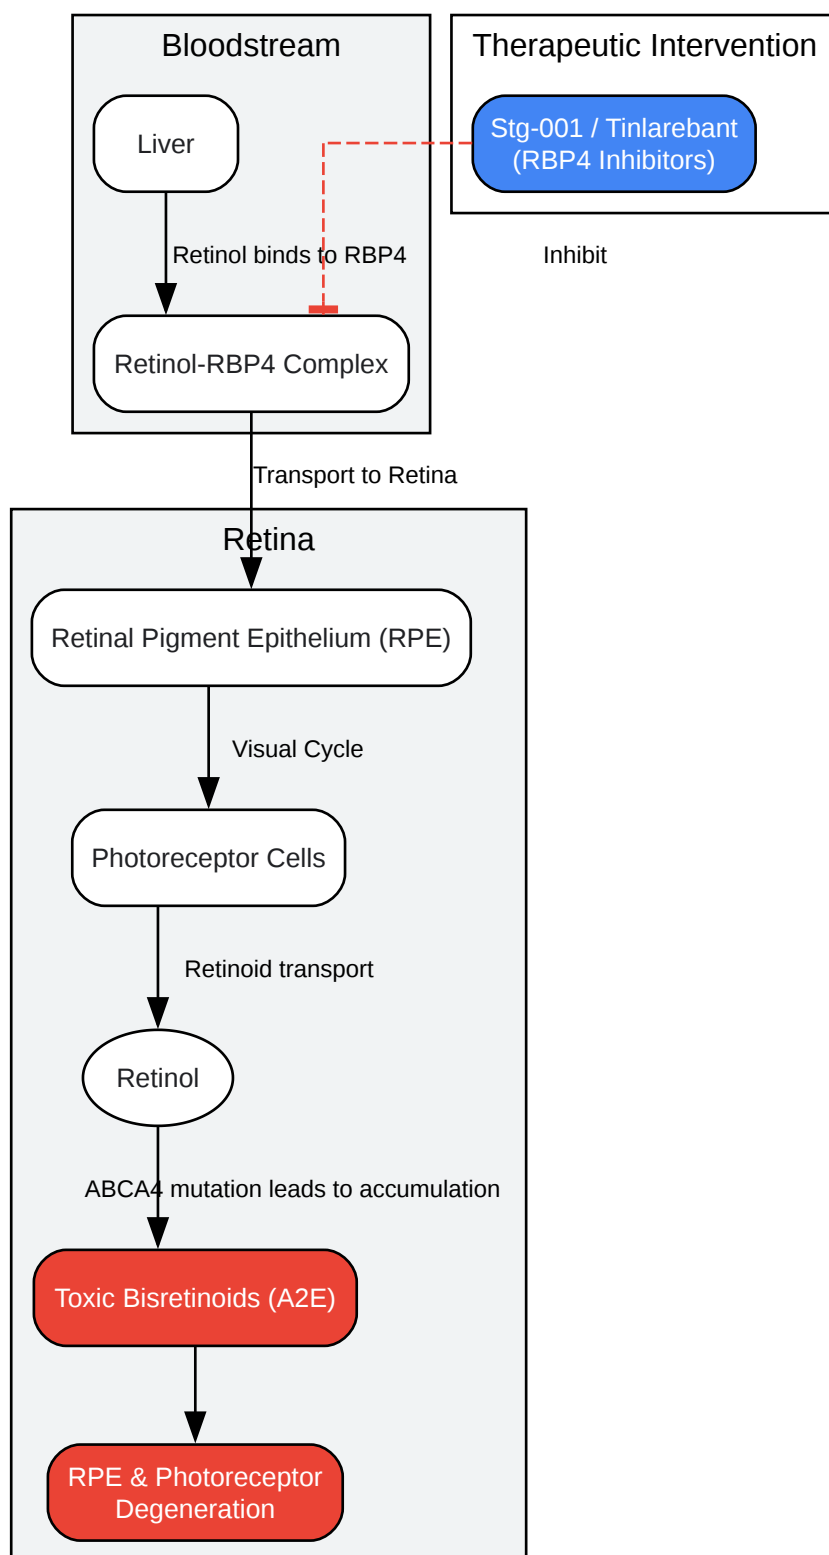 Bloodstream
Therapeutic Intervention
Liver
Stg-001 / Tinlarebant
(RBP4 Inhibitors)
Retinol binds to RBP4
Inhibit
Retinol-RBP4 Complex
Transport to Retina
Retina
Retinal Pigment Epithelium (RPE)
Visual Cycle
Photoreceptor Cells
Retinoid transport
Retinol
ABCA4 mutation leads to accumulation
Toxic Bisretinoids (A2E)
RPE & Photoreceptor
Degeneration